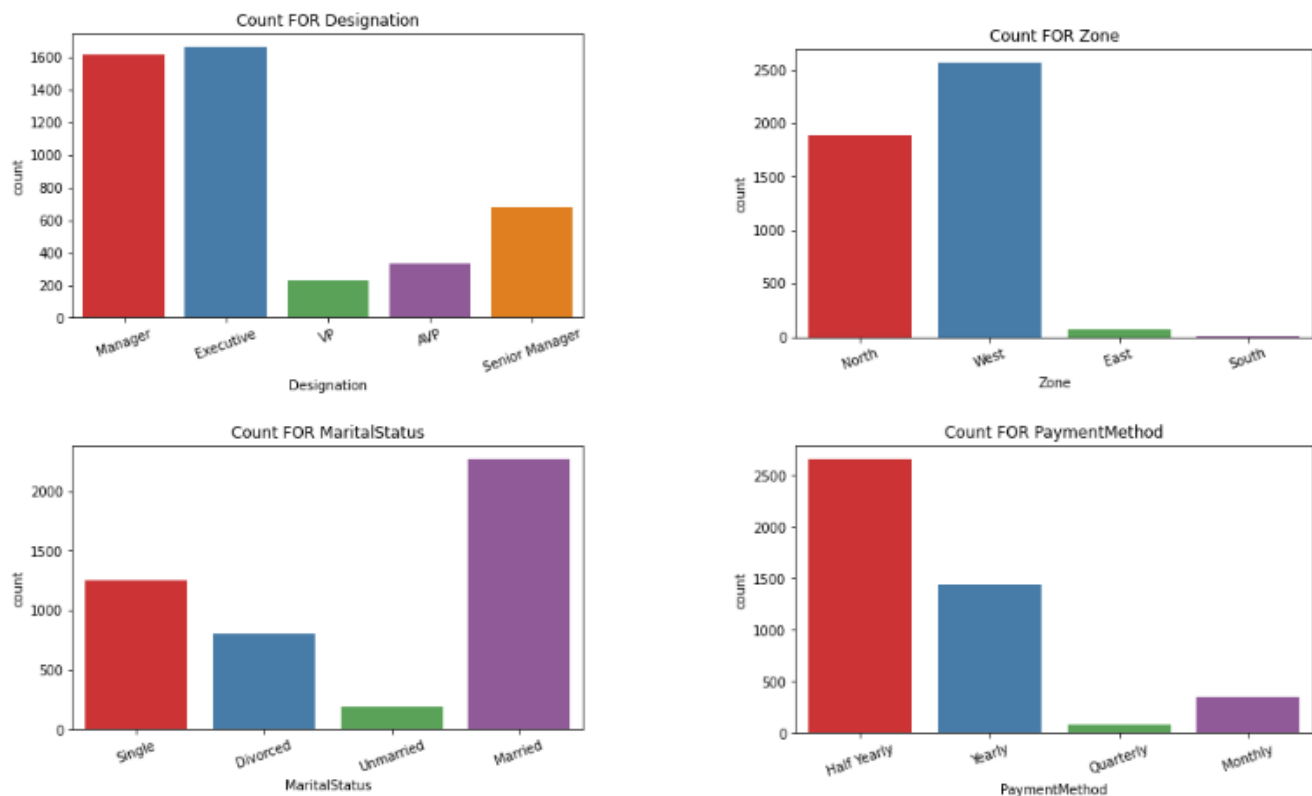 Count FOR Designation
1600
1400
1200
1000
800
600
400
200
0
count
Manager
Executive
VP
AVP
Senior Manager
Designation
Count FOR Zone
2500
2000
1500
1000
500
0
count
North
West
East
South
Zone
Count FOR MaritalStatus
2000
1500
1000
500
0
count
Single
Divorced
Unmarried
Married
MaritalStatus
Count FOR PaymentMethod
2500
2000
1500
1000
500
0
count
Half Yearly
Yearly
Quarterly
Monthly
PaymentMethod